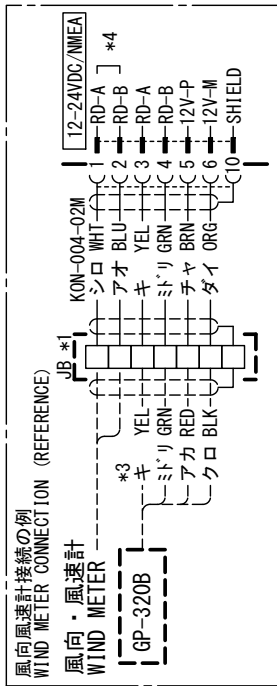 風向風速計接続の例
WIND METER CONNECTION (REFERENCE)
12-24VDC/NMEA
風向・風速計
WIND METER
JB *1
KON-004-02M
シロ WHT 1 RD-A
アオ BLU 2 RD-B
*4
*3
キ YEL キ YEL 3 RD-A
ミドリ GRN ミドリ GRN 4 RD-B
アカ RED チャ BRN 5 12V-P
クロ BLK ダイ ORG 6 12V-M
10 SHIELD
GP-320B